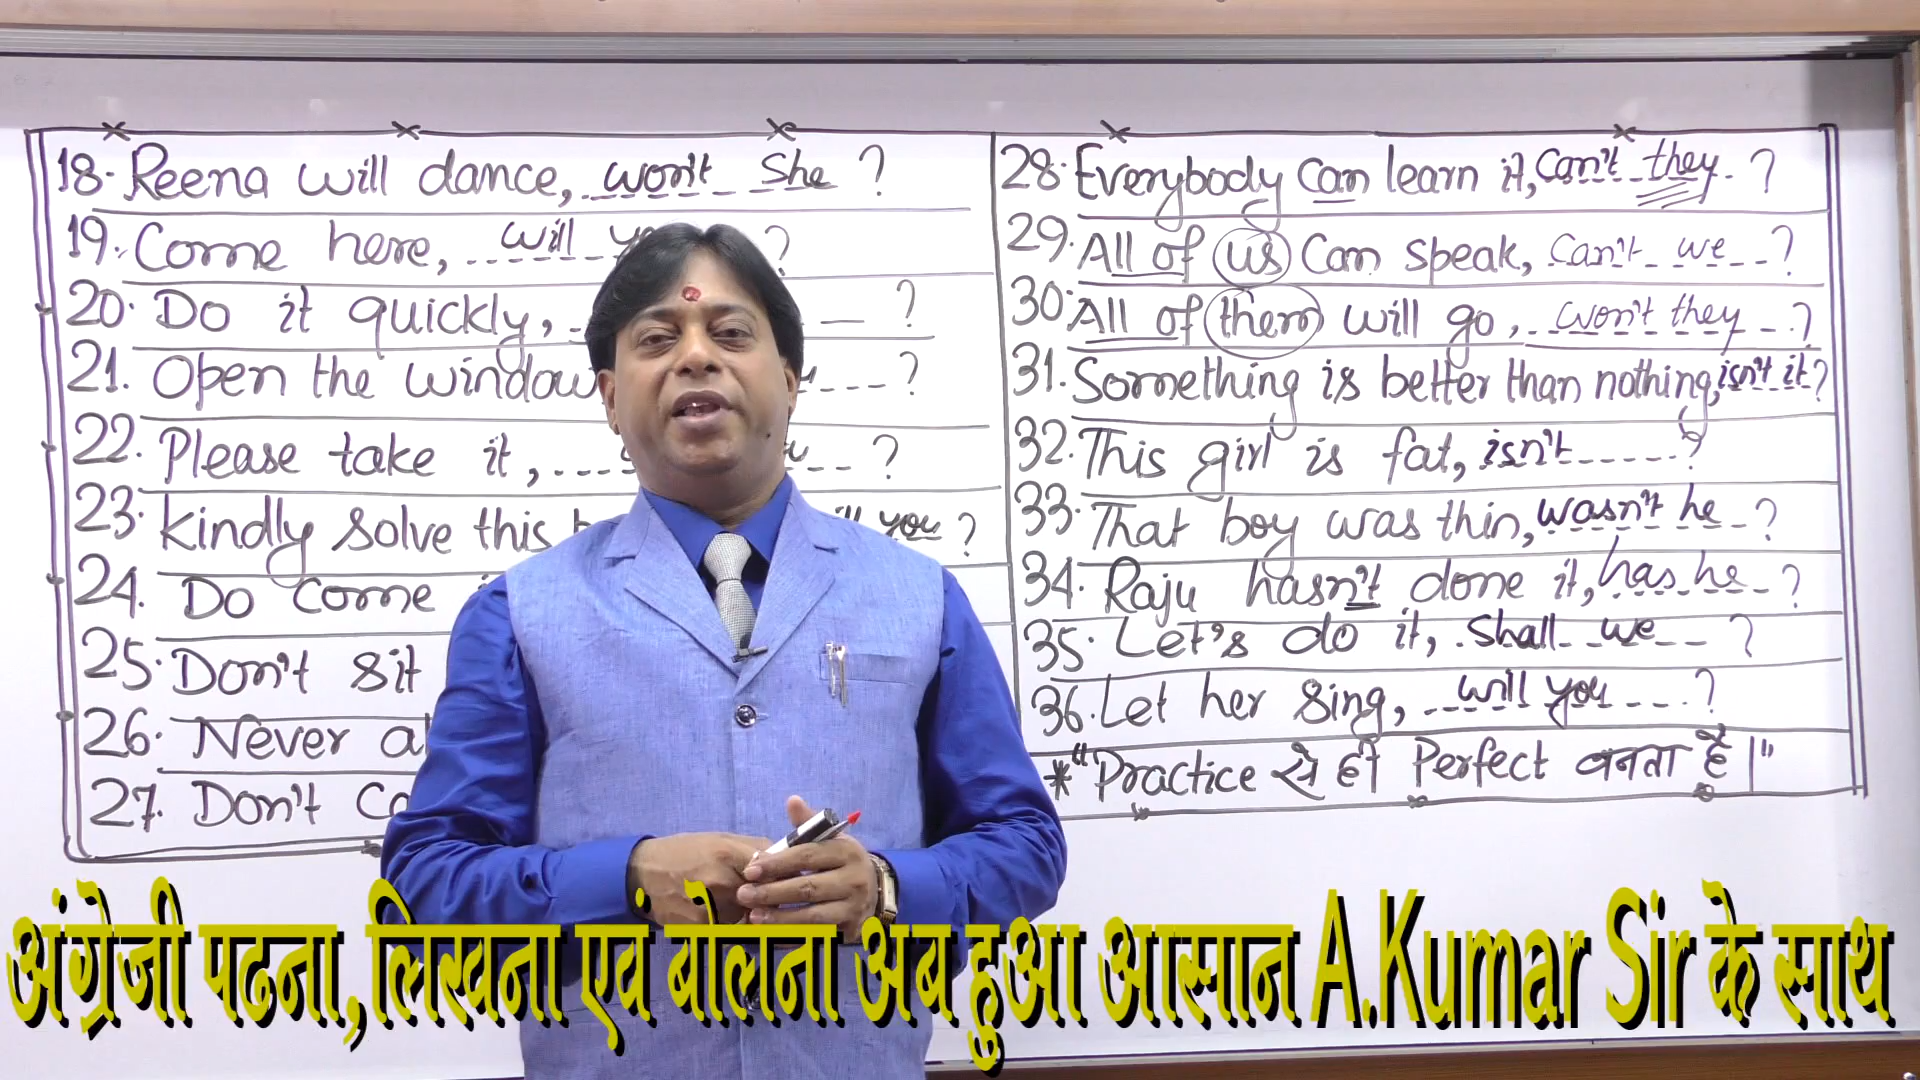 18. Reena will dance, won't she ?
19. Come here, will ?
20. Do it quickly, ?
21. Open the window ?
22. Please take it, ?
23. Kindly solve this you ?
24. Do come
25. Don't sit
26. Never
27. Don't
28. Everybody can learn it, can't they ?
29. All of us can speak, can't we ?
30. All of them will go, won't they ?
31. Something is better than nothing, isn't it ?
32. This girl is fat, isn't ?
33. That boy was thin, wasn't he ?
34. Raju hasn't done it, has he ?
35. Let's do it, shall we ?
36. Let her sing, will you ?
* "Practice से ही Perfect बनता है।"
अंग्रेजी पढना, लिखना एवं बोलना अब हुआ आसान A.Kumar Sir के साथ